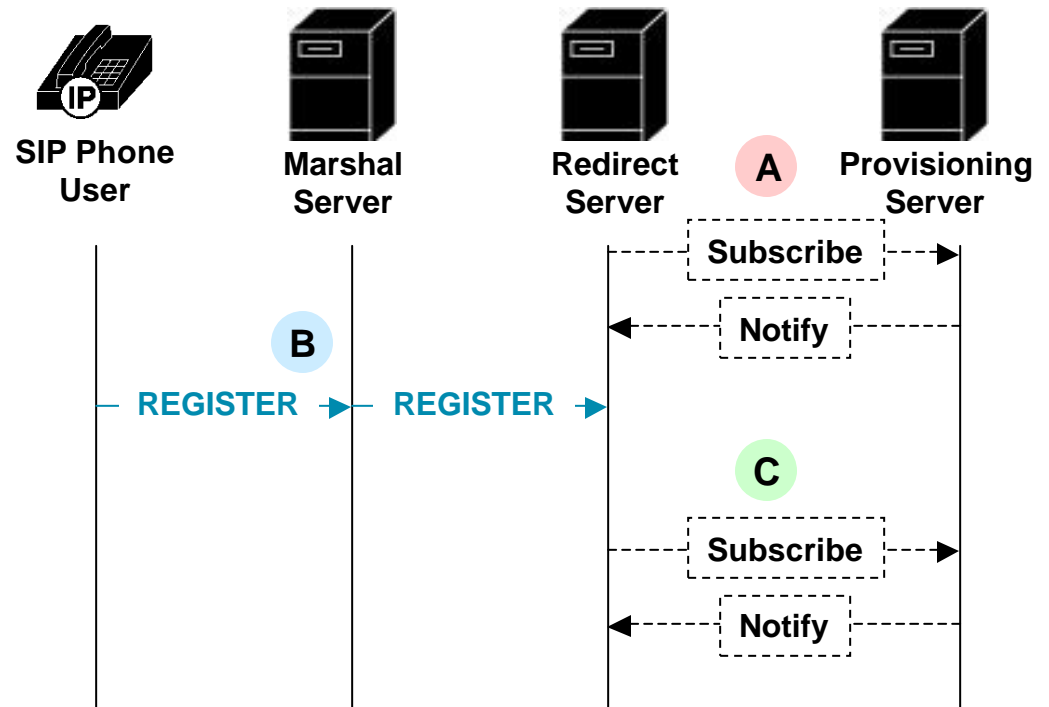 IP
SIP Phone
User
Marshal
Server
Redirect
Server
A
Provisioning
Server
Subscribe
Notify
B
REGISTER
REGISTER
C
Subscribe
Notify